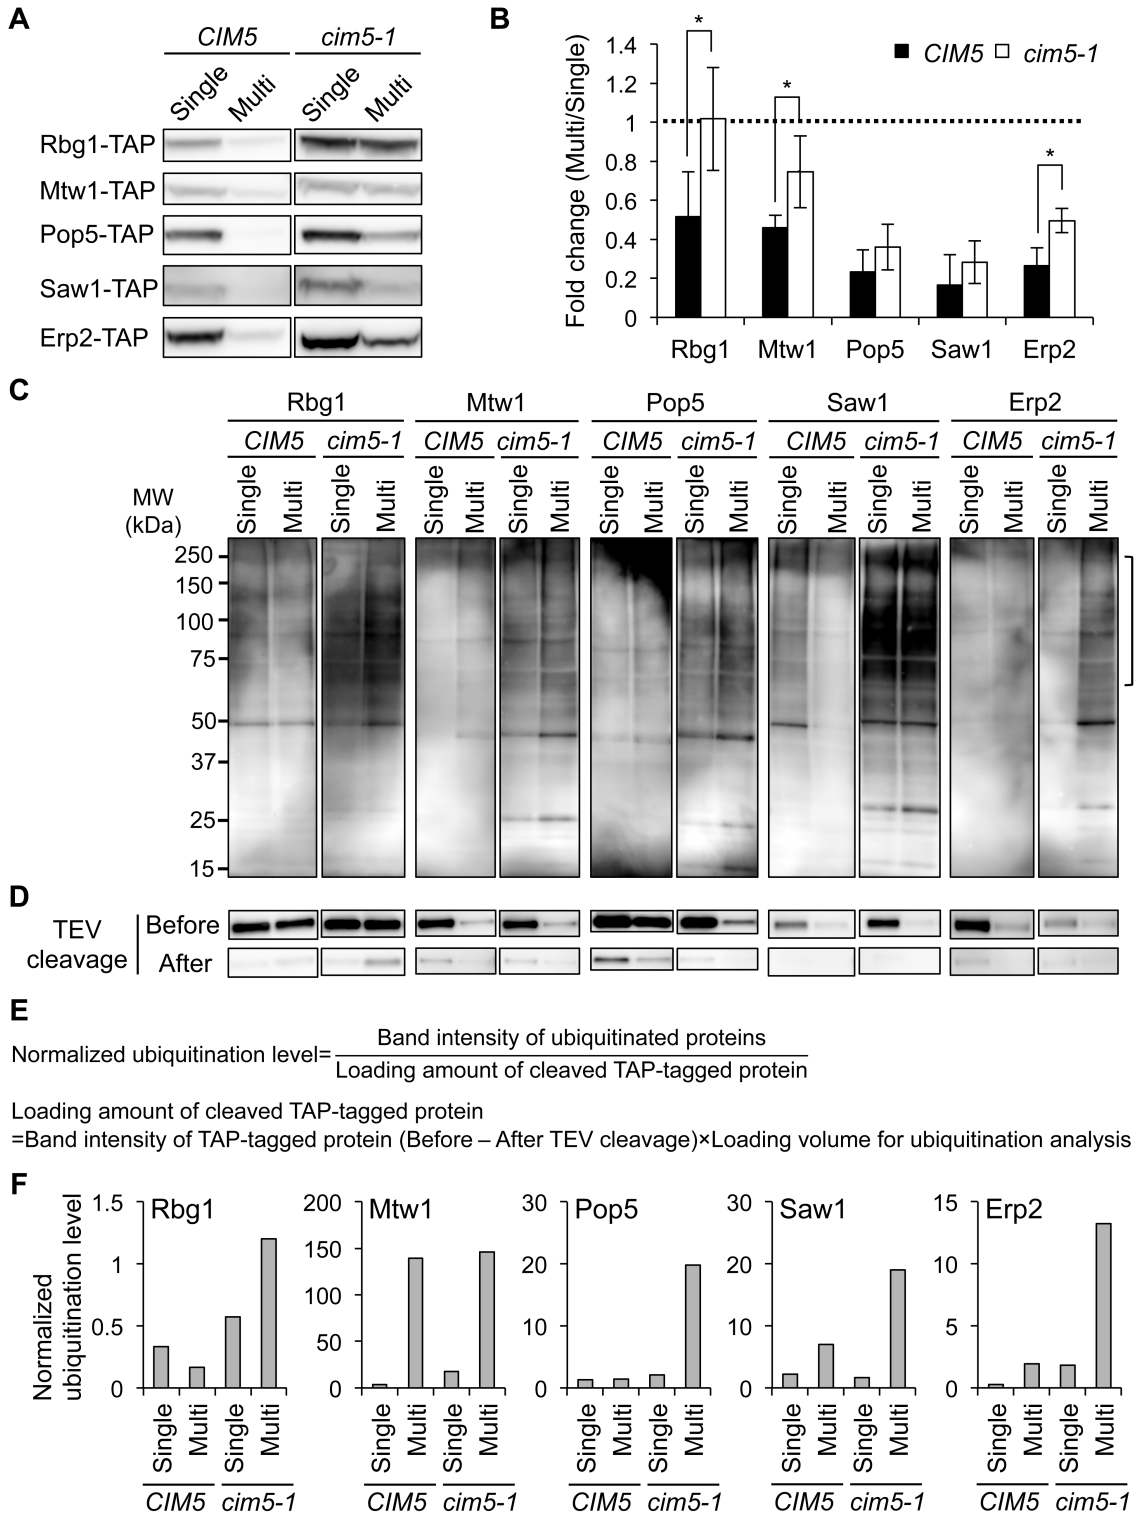 A
CIM5 cim5-1
Single Multi Single Multi
Rbg1-TAP
Mtw1-TAP
Pop5-TAP
Saw1-TAP
Erp2-TAP
B
Fold change (Multi/Single)
1.4
1.2
1
0.8
0.6
0.4
0.2
0
CIM5 cim5-1
* * *
Rbg1 Mtw1 Pop5 Saw1 Erp2
C
Rbg1 Mtw1 Pop5 Saw1 Erp2
CIM5 cim5-1 CIM5 cim5-1 CIM5 cim5-1 CIM5 cim5-1 CIM5 cim5-1
Single Multi Single Multi Single Multi Single Multi Single Multi Single Multi Single Multi Single Multi Single Multi Single Multi
MW
(kDa)
250
150
100
75
50
37
25
15
D
TEV
cleavage
Before
After
E
Normalized ubiquitination level=
Band intensity of ubiquitinated proteins
Loading amount of cleaved TAP-tagged protein
Loading amount of cleaved TAP-tagged protein
=Band intensity of TAP-tagged protein (Before – After TEV cleavage)×Loading volume for ubiquitination analysis
F
Normalized
ubiquitination level
Rbg1
1.5
1
0.5
0
Single Multi Single Multi
CIM5 cim5-1
Mtw1
200
150
100
50
0
Single Multi Single Multi
CIM5 cim5-1
Pop5
30
20
10
0
Single Multi Single Multi
CIM5 cim5-1
Saw1
30
20
10
0
Single Multi Single Multi
CIM5 cim5-1
Erp2
15
10
5
0
Single Multi Single Multi
CIM5 cim5-1